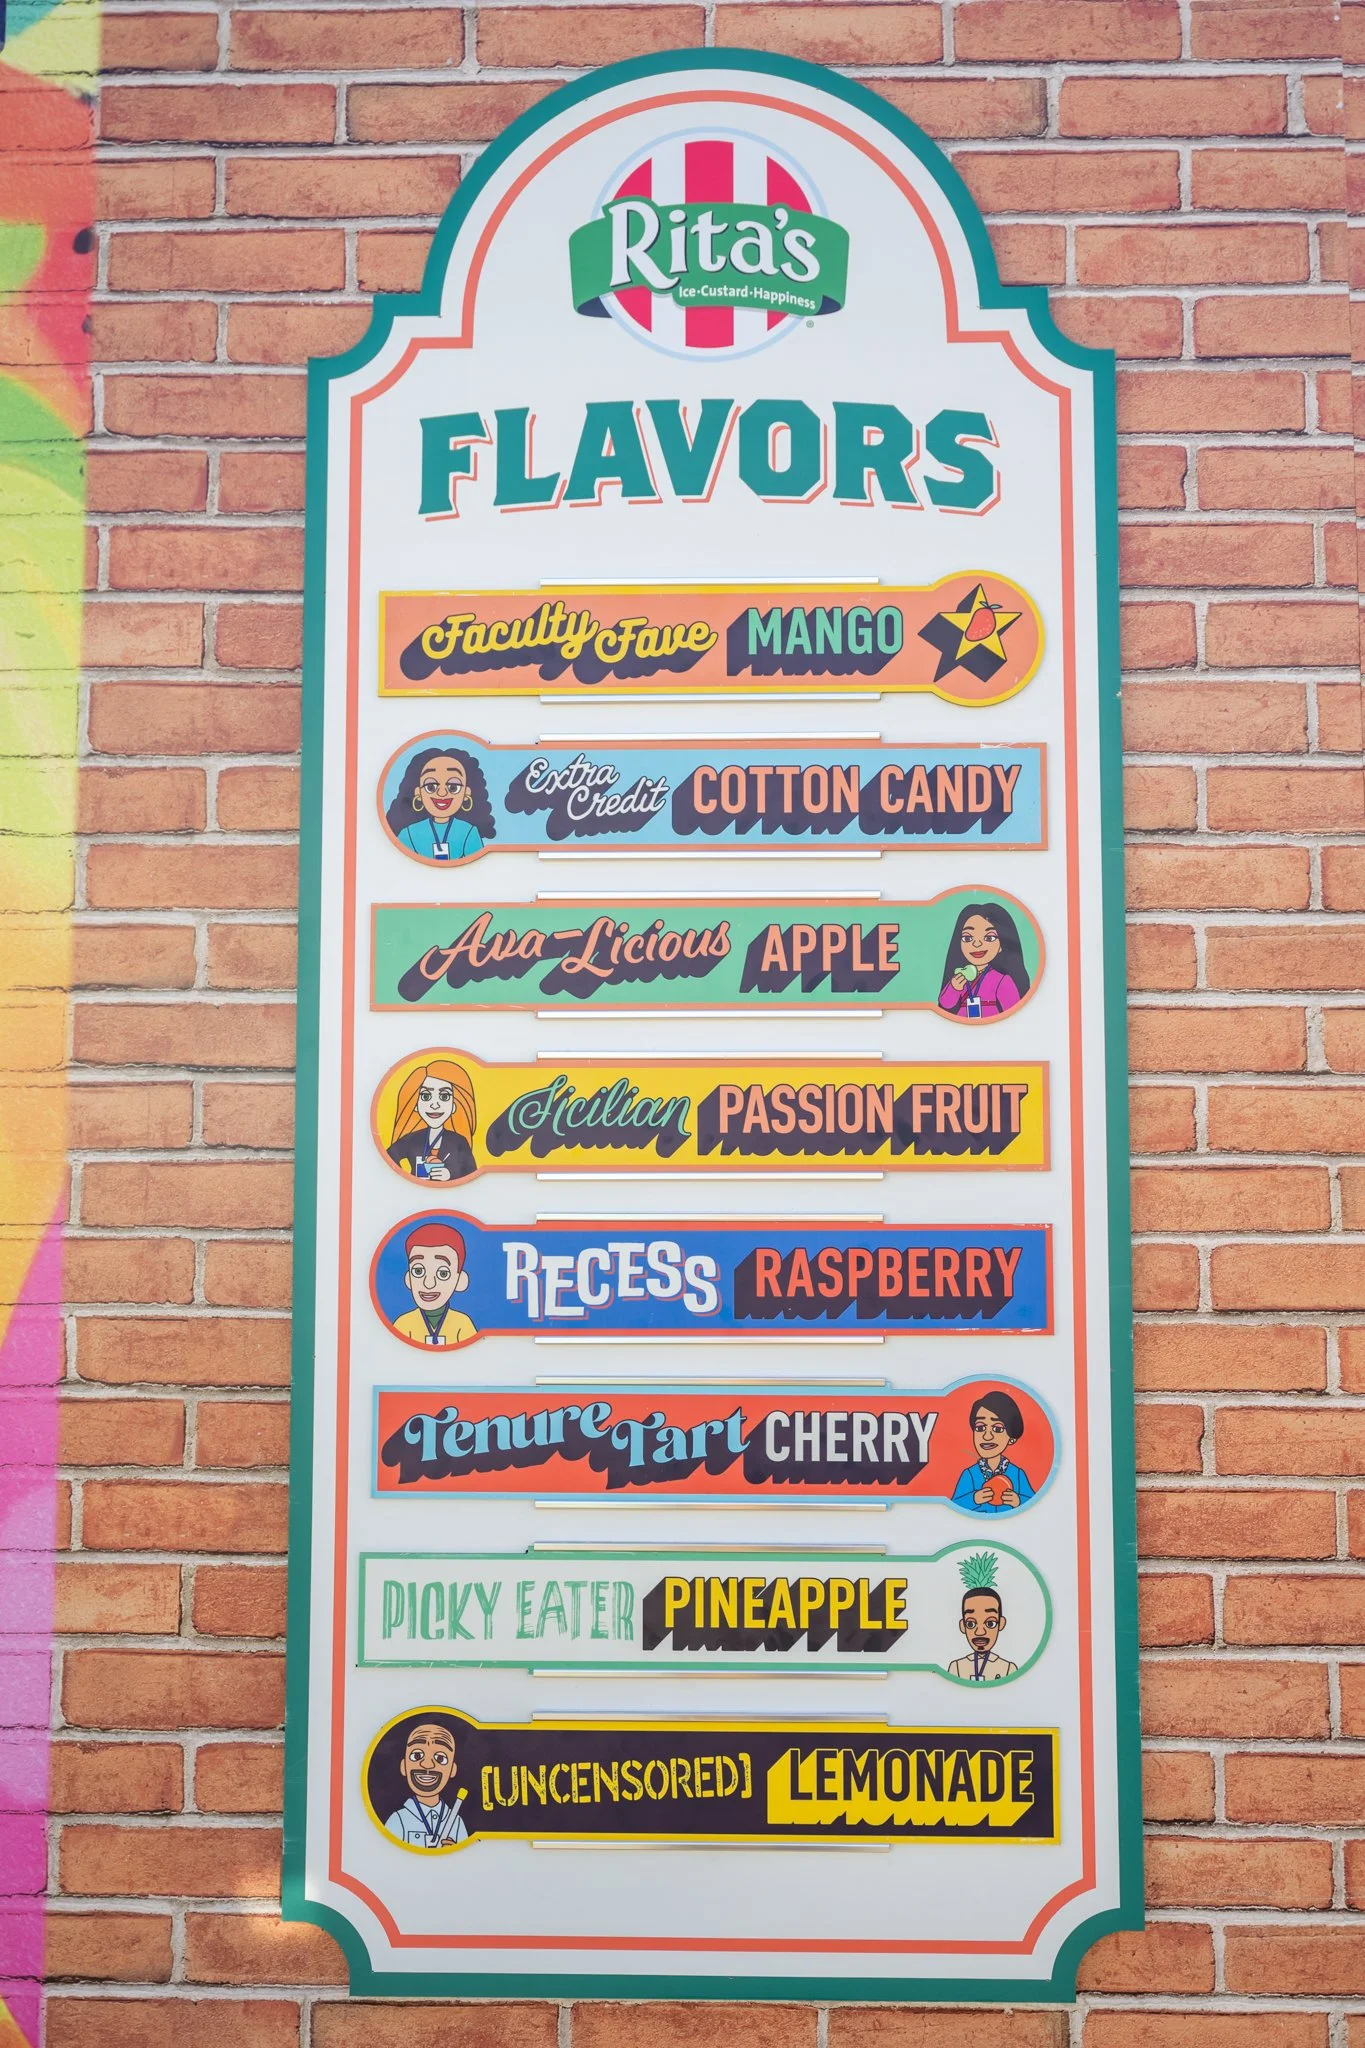 Rita's
Ice·Custard·Happiness
®
FLAVORS
Faculty Fave MANGO
Extra Credit COTTON CANDY
Ava-Licious APPLE
Sicilian PASSION FRUIT
RECESS RASPBERRY
Tenure Tart CHERRY
PICKY EATER PINEAPPLE
[UNCENSORED] LEMONADE